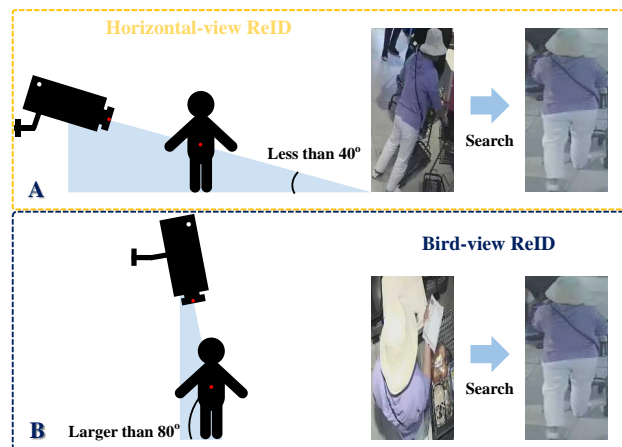 Horizontal-view ReID
Less than 40°
Search
A
Bird-view ReID
Search
Larger than 80°
B